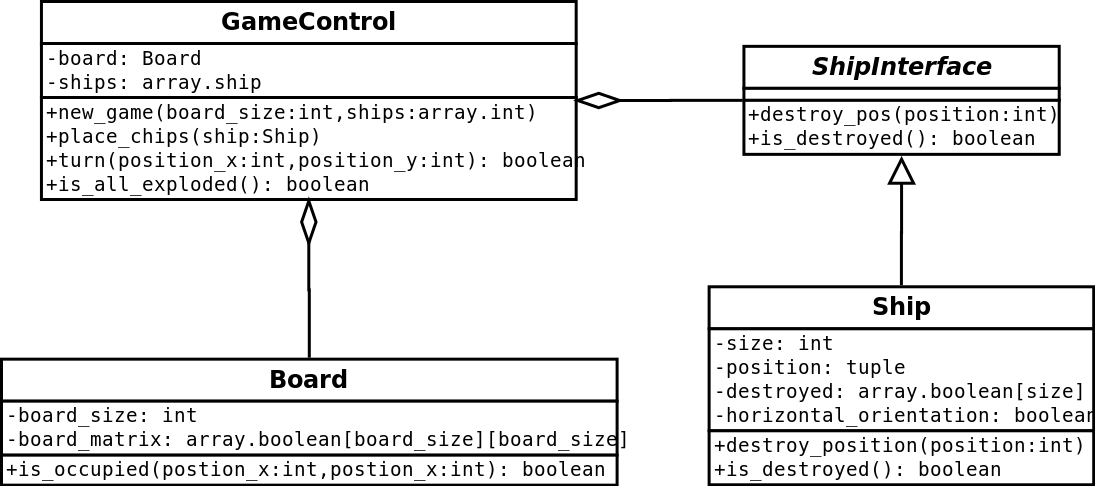 GameControl
-board: Board
-ships: array.ship
+new_game(board_size:int,ships:array.int)
+place_chips(ship:Ship)
+turn(position_x:int,position_y:int): boolean
+is_all_exploded(): boolean
ShipInterface
+destroy_pos(position:int)
+is_destroyed(): boolean
Ship
-size: int
-position: tuple
-destroyed: array.boolean[size]
-horizontal_orientation: boolean
+destroy_position(position:int)
+is_destroyed(): boolean
Board
-board_size: int
-board_matrix: array.boolean[board_size][board_size]
+is_occupied(postion_x:int,postion_x:int): boolean